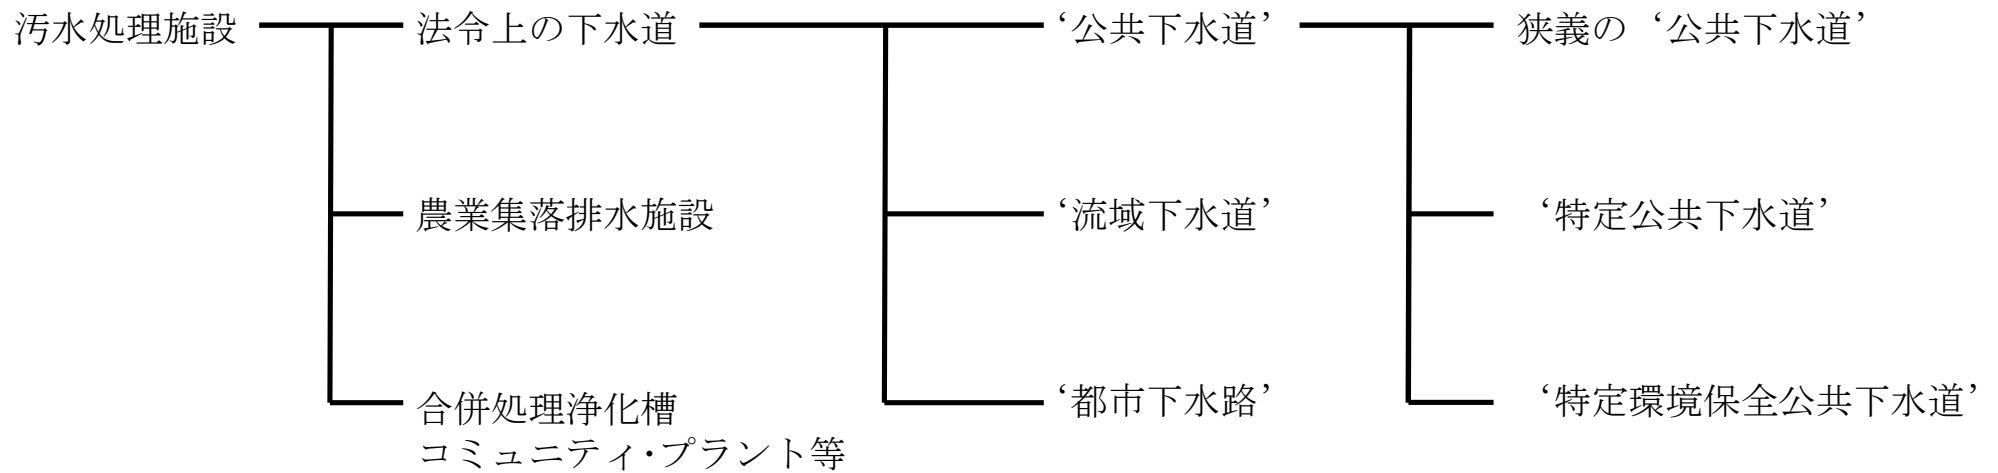 汚水処理施設
法令上の下水道
‘公共下水道’
狭義の‘公共下水道’
農業集落排水施設
‘流域下水道’
‘特定公共下水道’
合併処理浄化槽
コミュニティ・プラント等
‘都市下水路’
‘特定環境保全公共下水道’